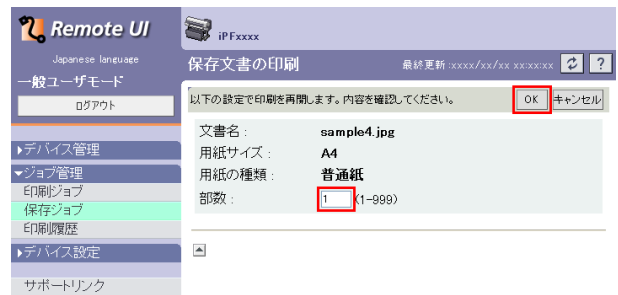 Remote UI
Japanese language
一般ユーザモード
ログアウト
▶デバイス管理
▼ジョブ管理
印刷ジョブ
保存ジョブ
印刷履歴
▶デバイス設定
サポートリンク
iPFxxxx
保存文書の印刷
最終更新:xxxx/xx/xx xx:xx:xx ?
以下の設定で印刷を再開します。内容を確認してください。 OK キャンセル
文書名: sample4.jpg
用紙サイズ: A4
用紙の種類: 普通紙
部数: 1 (1-999)